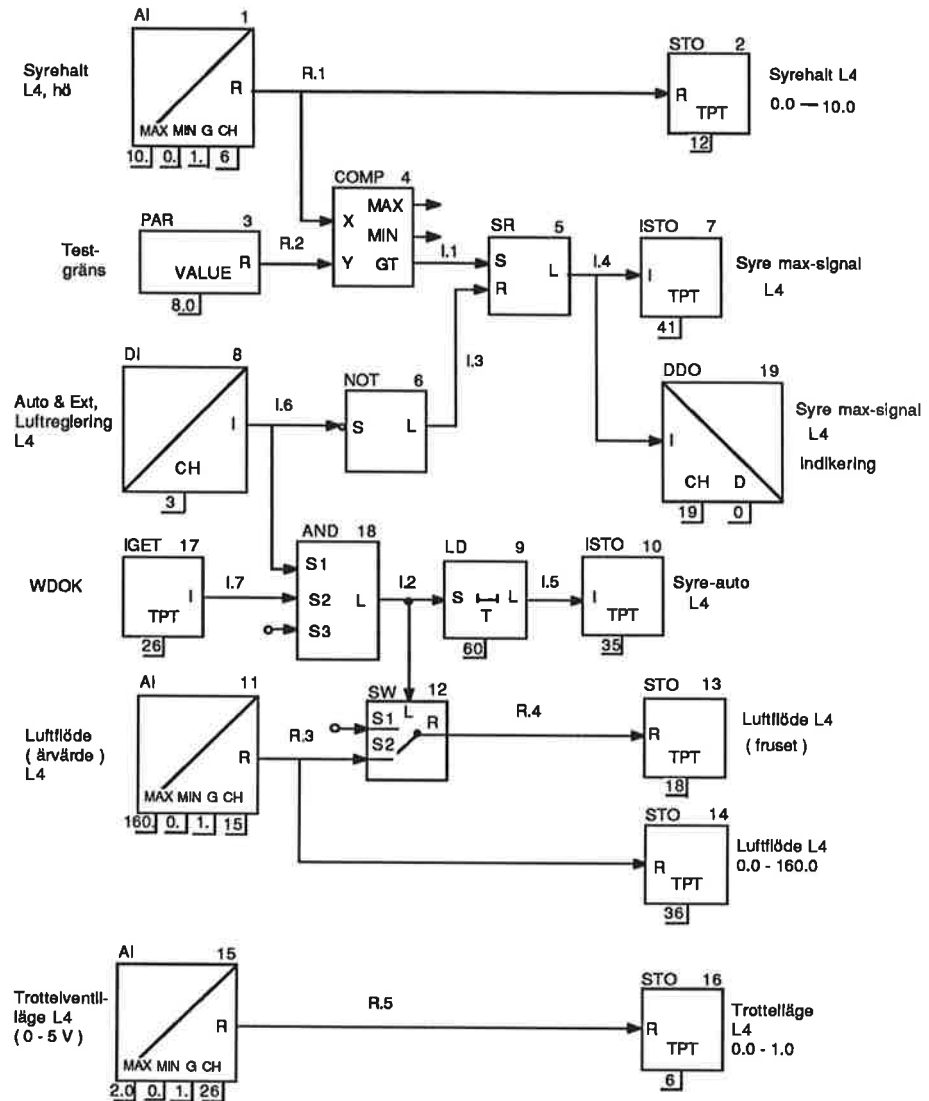 AI 1
Syrehalt
L4, hö
R
MAX MIN G CH
10. 0. 1. 6
R.1
STO 2
R
TPT
12
Syrehalt L4
0.0 — 10.0
COMP 4
X MAX
MIN
Y GT
PAR 3
Test-
gräns
VALUE R
8.0
R.2
I.1
SR 5
S L
R
I.4
ISTO 7
I
TPT
41
Syre max-signal
L4
DI 8
Auto & Ext,
Luftreglering
L4
I
CH
3
I.6
NOT 6
S L
I.3
DDO 19
I
CH D
19 0
Syre max-signal
L4
indikering
IGET 17
WDOK
I
TPT
26
I.7
AND 18
S1
S2 L
S3
I.2
LD 9
S L
T
60
I.5
ISTO 10
I
TPT
35
Syre-auto
L4
AI 11
Luftflöde
( ärvärde )
L4
R
MAX MIN G CH
160. 0. 1. 15
R.3
SW 12
L
S1 R
S2
R.4
STO 13
R
TPT
18
Luftflöde L4
( fruset )
STO 14
R
TPT
36
Luftflöde L4
0.0 - 160.0
AI 15
Trottelventil-
läge L4
( 0 - 5 V )
R
MAX MIN G CH
2.0 0. 1. 26
R.5
STO 16
R
TPT
6
Trottelläge
L4
0.0 - 1.0